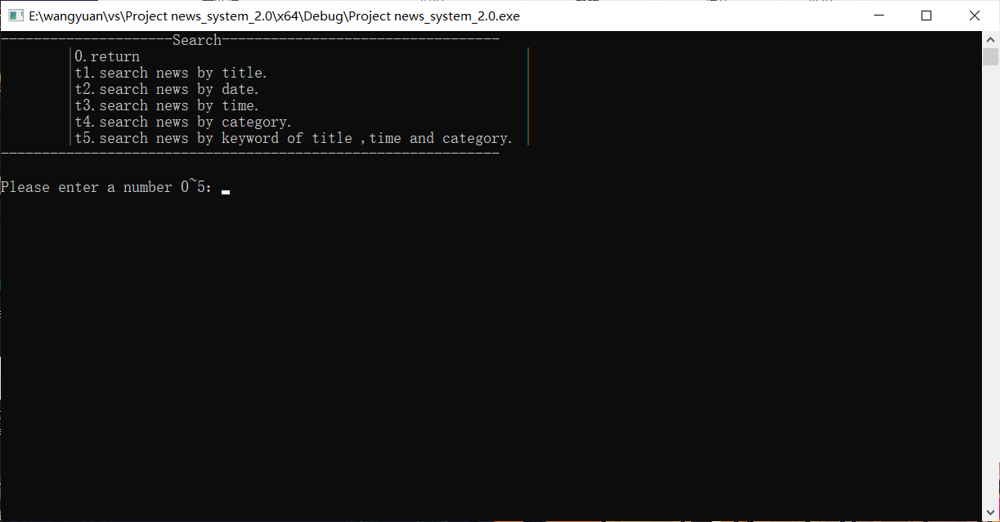 E:\wangyuan\vs\Project news_system_2.0\x64\Debug\Project news_system_2.0.exe
---------------------Search----------------------------------
0.return
t1.search news by title.
t2.search news by date.
t3.search news by time.
t4.search news by category.
t5.search news by keyword of title ,time and category.
-------------------------------------------------------------
Please enter a number 0~5: